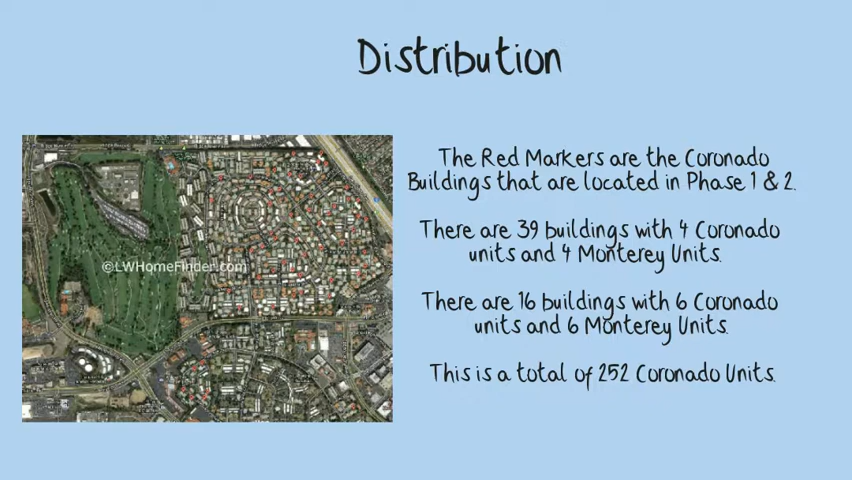 Distribution
The Red Markers are the Coronado
Buildings that are located in Phase 1 & 2.
There are 39 buildings with 4 Coronado
units and 4 Monterey Units.
There are 16 buildings with 6 Coronado
units and 6 Monterey Units.
This is a total of 252 Coronado Units.
©LWHomeFinder.com